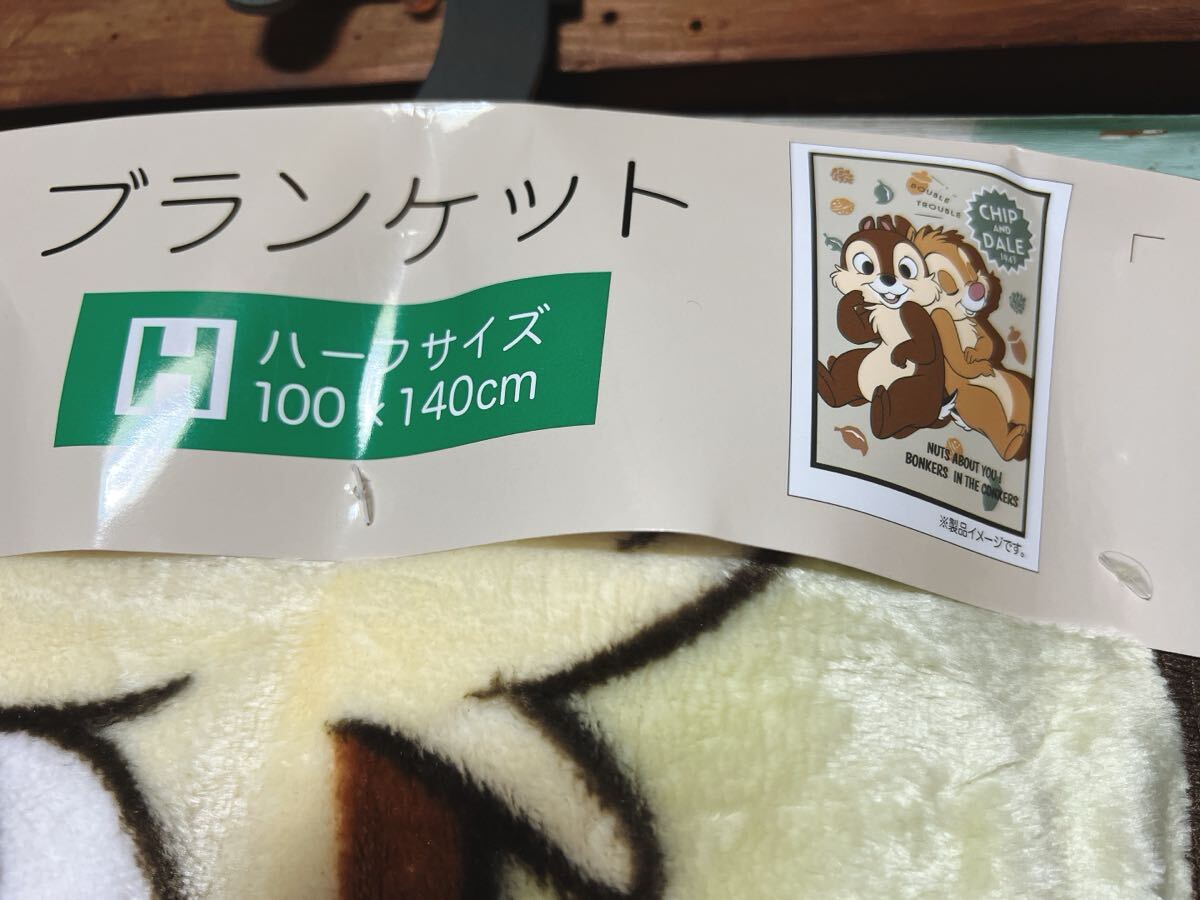 ブランケット
H ハーフサイズ
100×140cm
DOUBLE
TROUBLE
CHIP
AND
DALE
1943
NUTS ABOUT YOU!
BONKERS IN THE CONKERS
※製品イメージです。